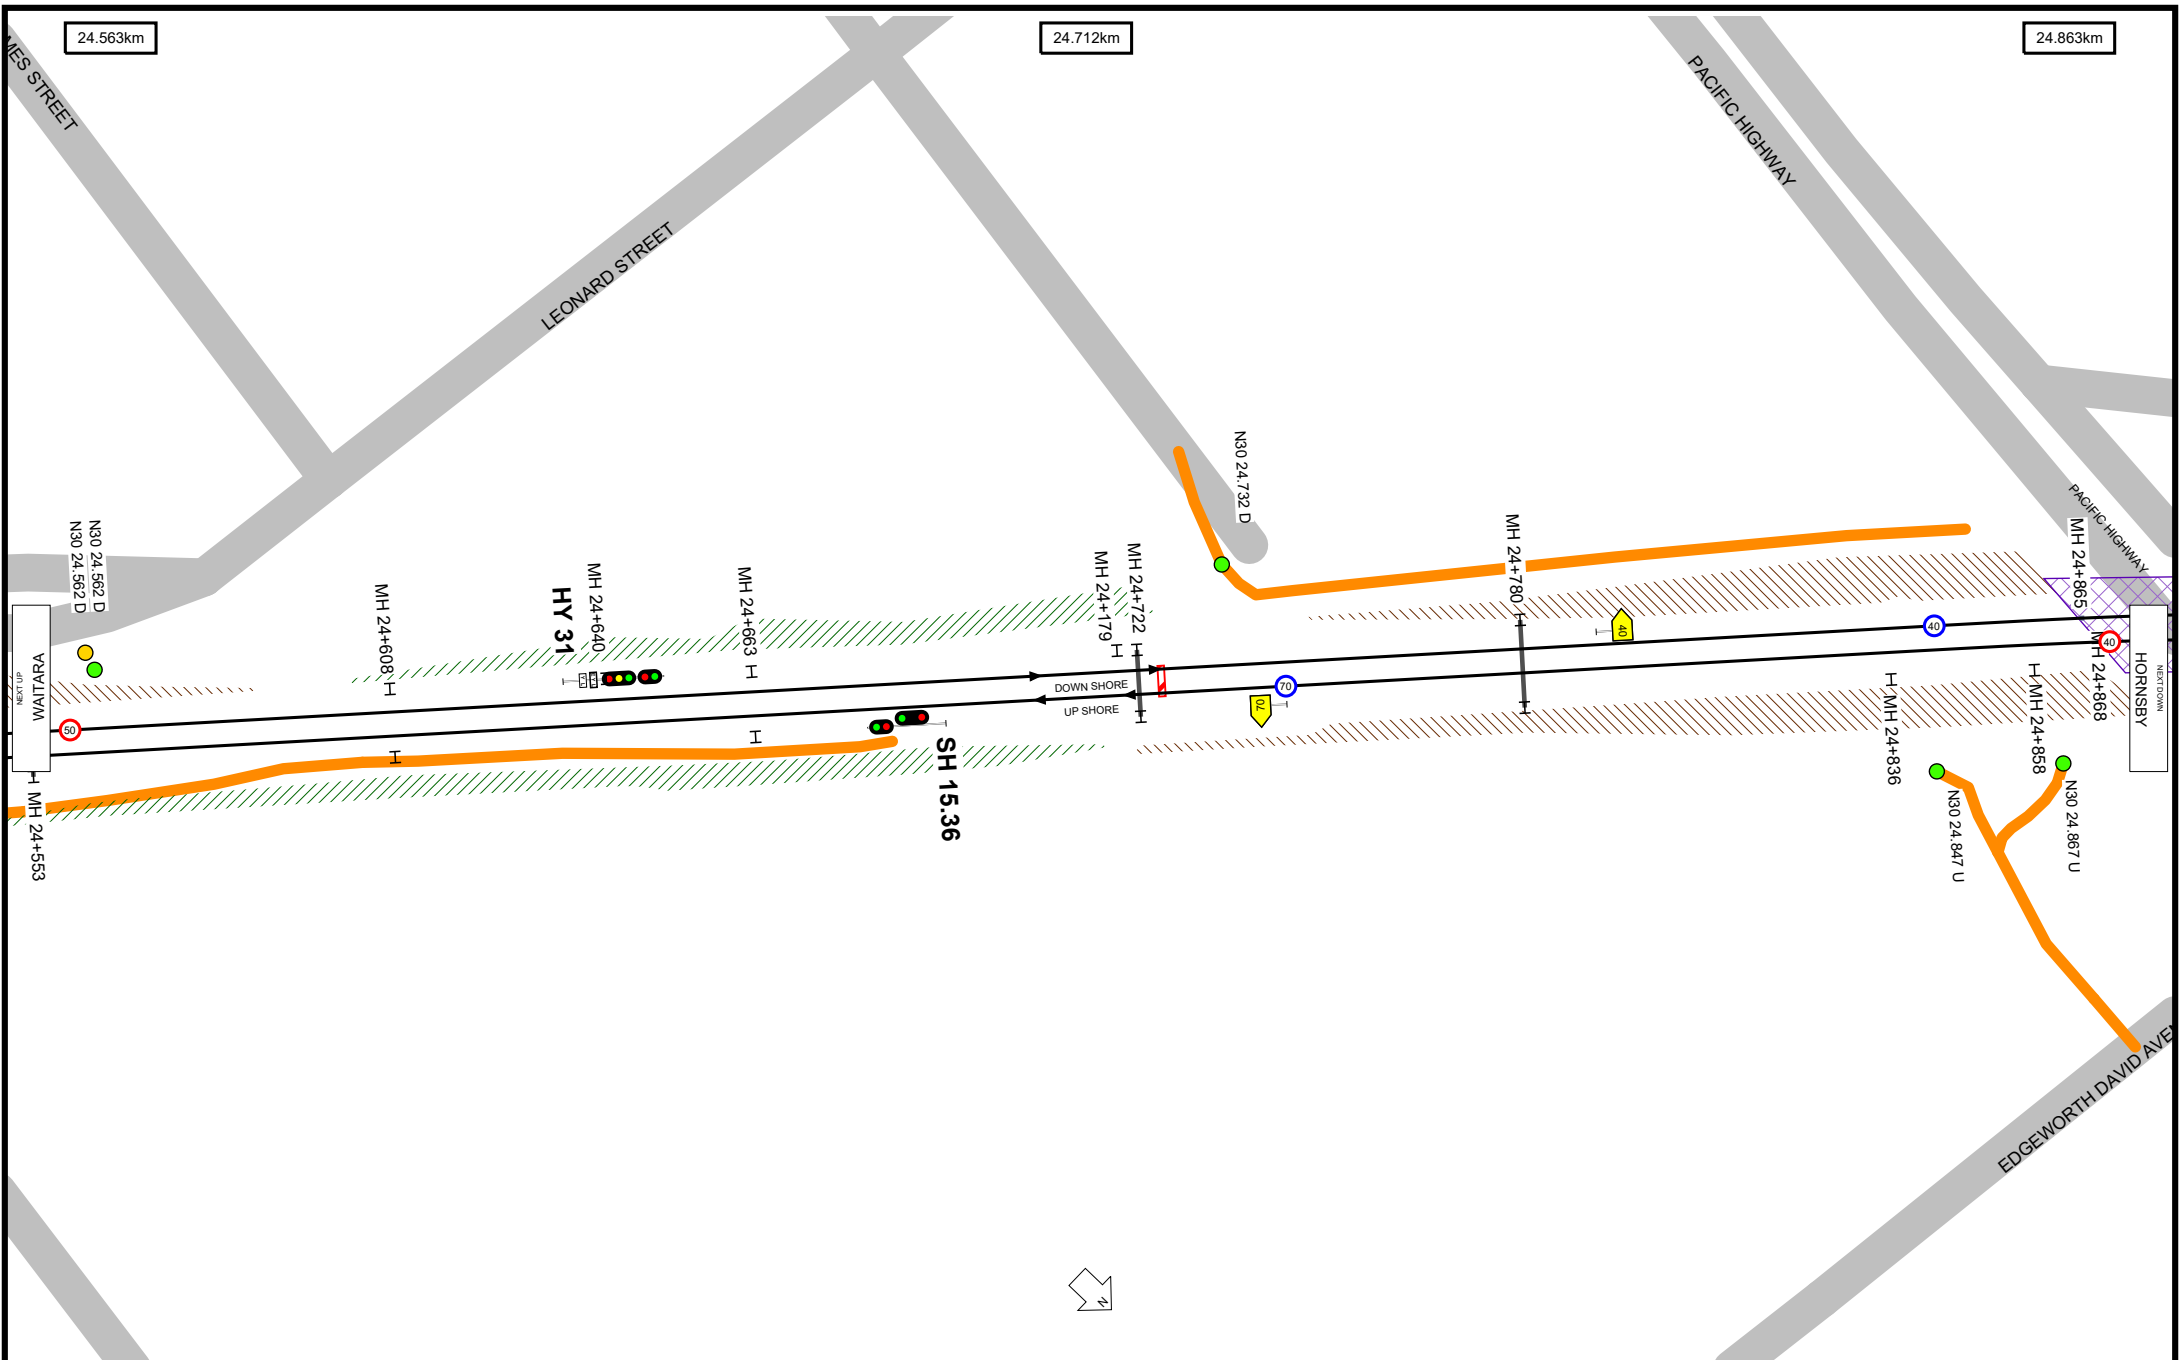 24.563km
24.712km
24.863km
MES STREET
LEONARD STREET
PACIFIC HIGHWAY
PACIFIC HIGHWAY
N30 24.562 D
N30 24.562 D
MH 24+608
HY 31
MH 24+640
MH 24+663
MH 24+179
MH 24+722
N30 24.732 D
MH 24+780
MH 24+865
40
40
40
DOWN SHORE
UP SHORE
70
70
50
NEXT UP
WAITARA
MH 24+553
SH 15.36
MH 24+836
MH 24+858
MH 24+868
HORNSBY
NEXT DOWN
N30 24.847 U
N30 24.867 U
EDGEWORTH DAVID AVEN
N